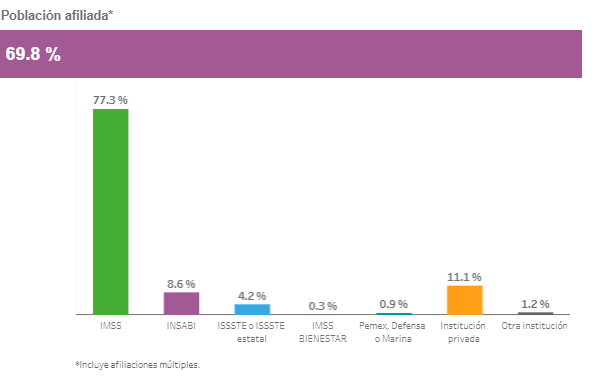 Población afiliada*
69.8 %
77.3 %
8.6 %
4.2 %
0.3 %
0.9 %
11.1 %
1.2 %
IMSS
INSABI
ISSSTE o ISSSTE
estatal
IMSS
BIENESTAR
Pemex, Defensa
o Marina
Institución
privada
Otra institución
*Incluye afiliaciones múltiples.